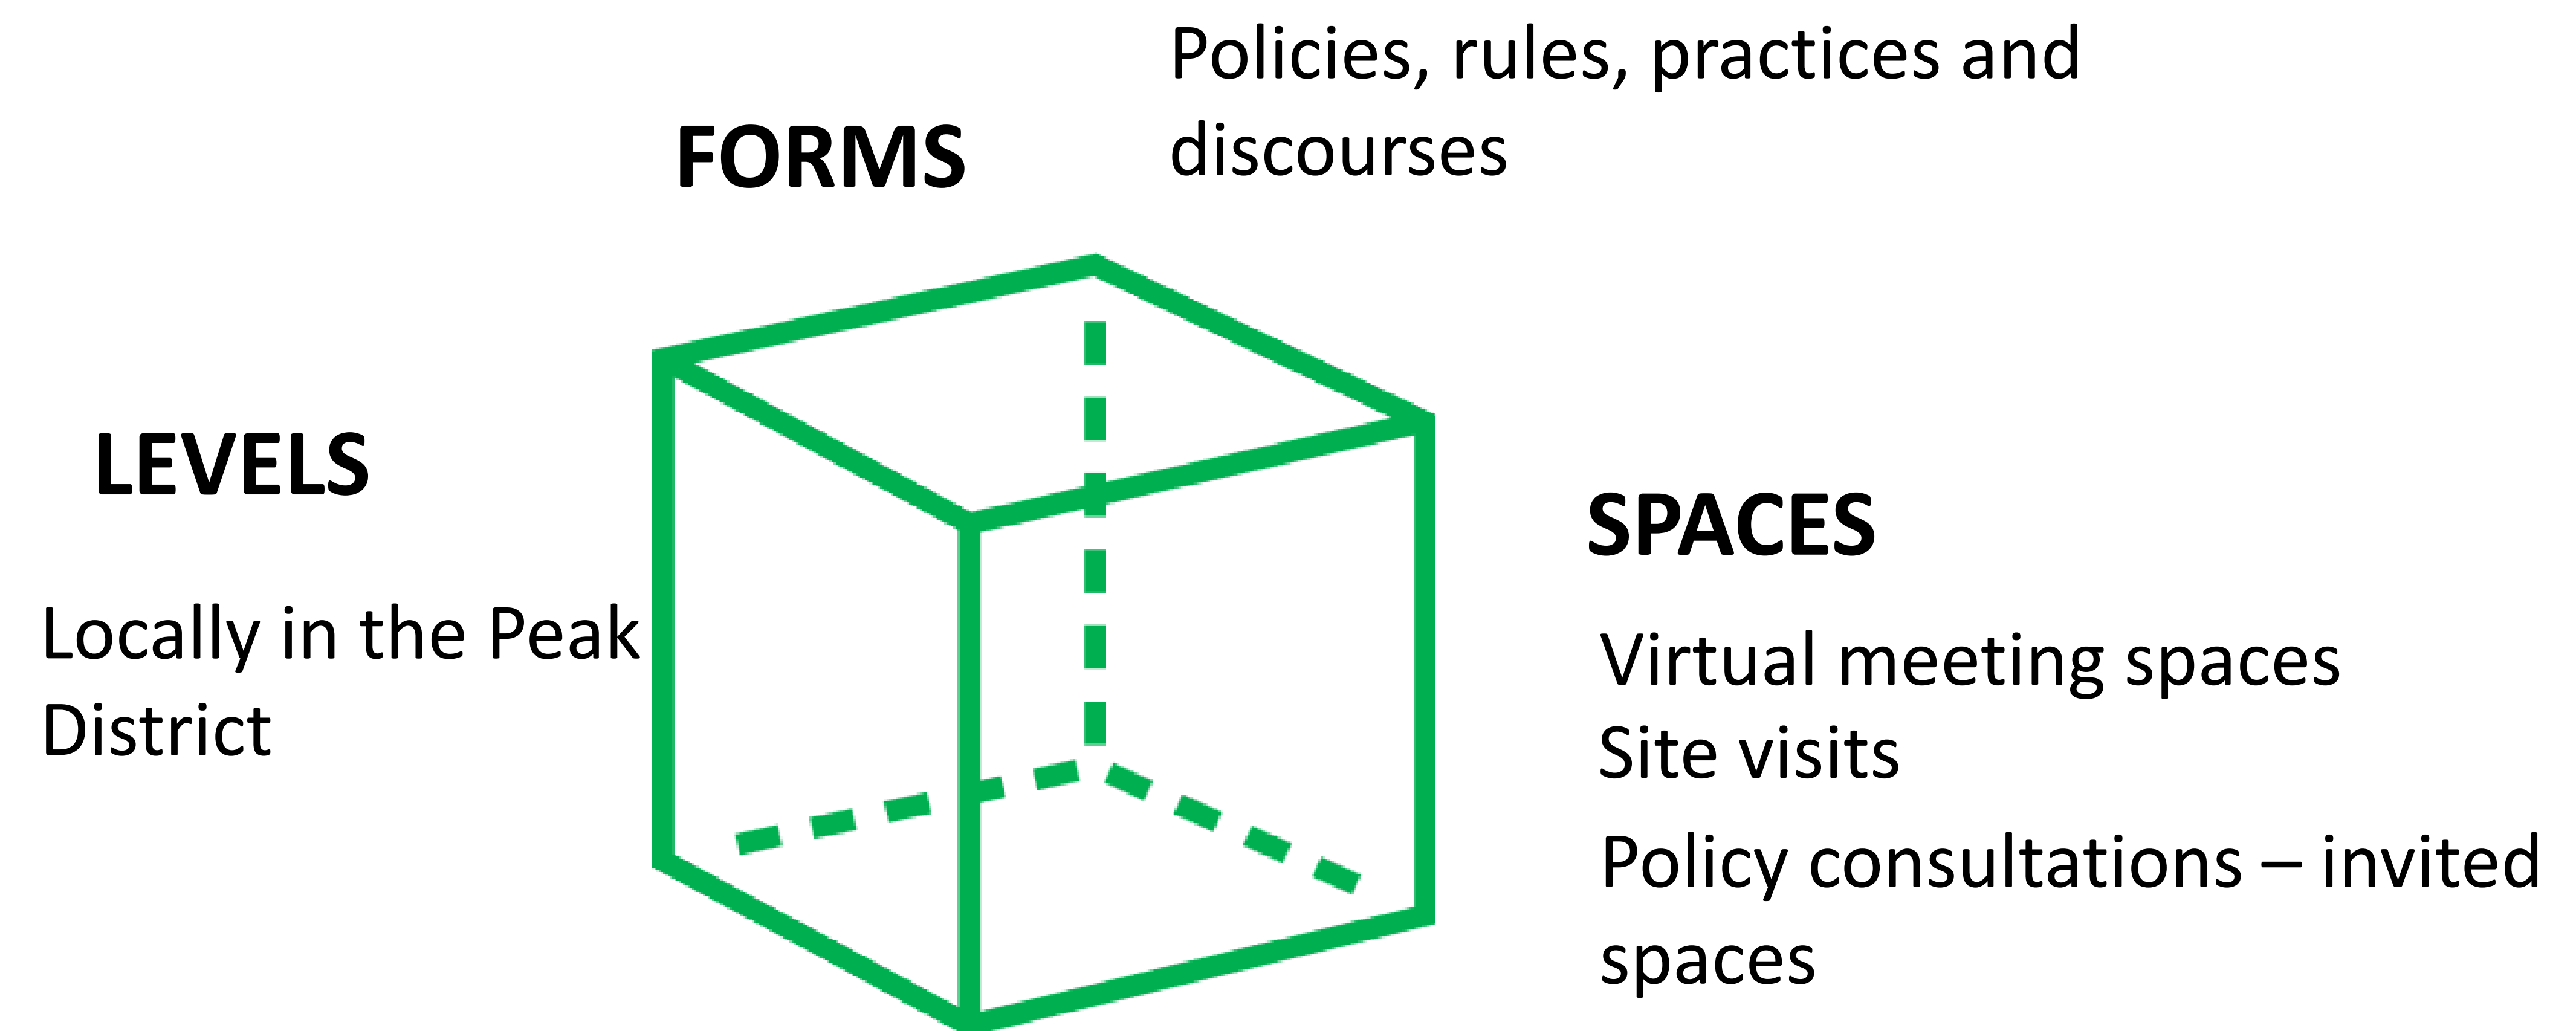 FORMS
Policies, rules, practices and
discourses
LEVELS
Locally in the Peak
District
SPACES
Virtual meeting spaces
Site visits
Policy consultations – invited
spaces